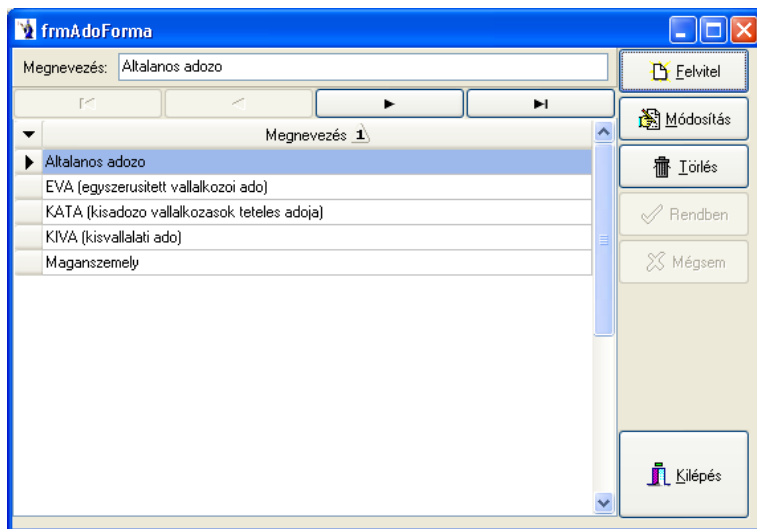 frmAdoForma
Megnevezés: Altalanos adozo
Felvitel
Módosítás
Megnevezés 1
Altalanos adozo
Törlés
EVA (egyszerusitett vallalkozoi ado)
KATA (kisadozo vallalkozasok teteles adoja)
Rendben
KIVA (kisvallalati ado)
Maganszemely
Mégsem
Kilépés